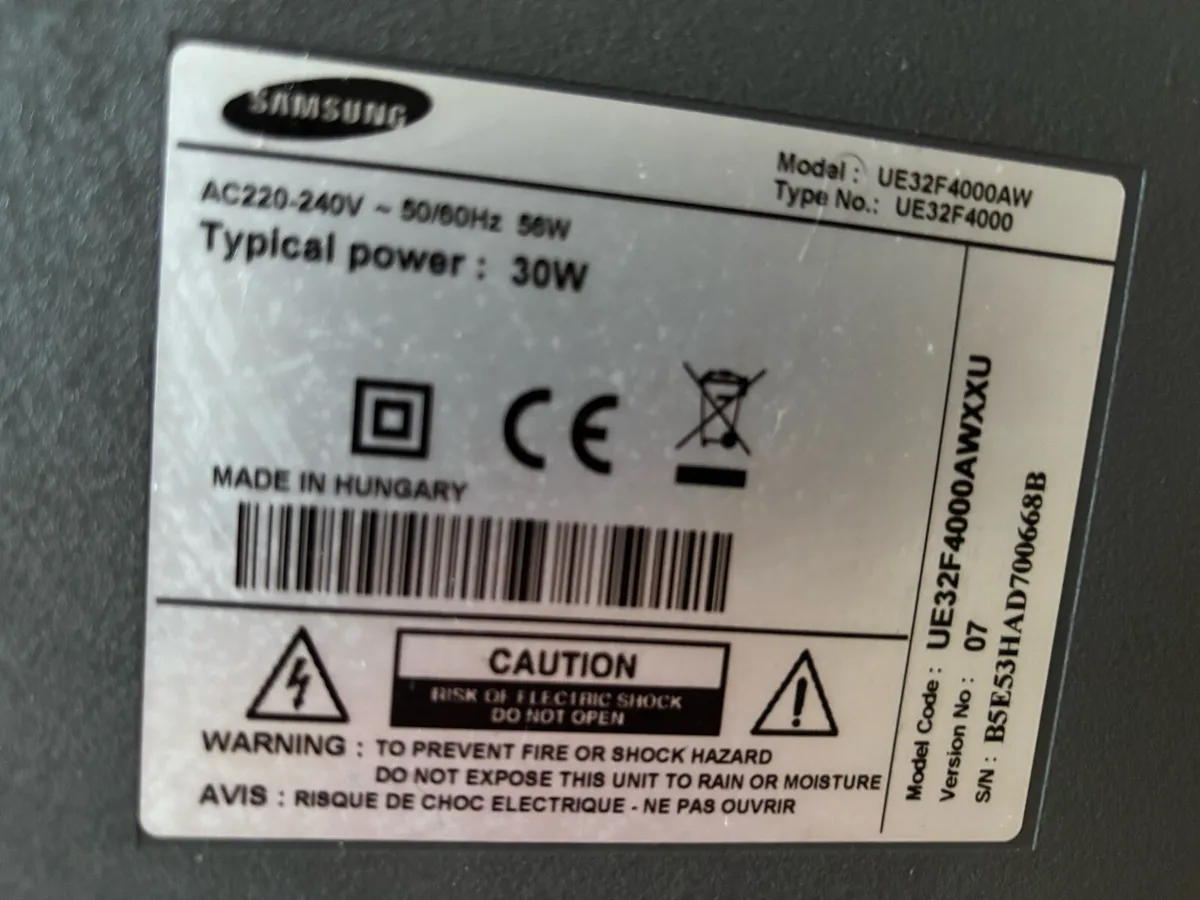 SAMSUNG
Model : UE32F4000AW
Type No.: UE32F4000
AC220-240V ~ 50/60Hz 56W
Typical power : 30W
CE
MADE IN HUNGARY
CAUTION
RISK OF ELECTRIC SHOCK
DO NOT OPEN
WARNING : TO PREVENT FIRE OR SHOCK HAZARD
DO NOT EXPOSE THIS UNIT TO RAIN OR MOISTURE
AVIS : RISQUE DE CHOC ELECTRIQUE - NE PAS OUVRIR
Model Code : UE32F4000AWXXU
Version No : 07
S/N : B5E53HAD700668B